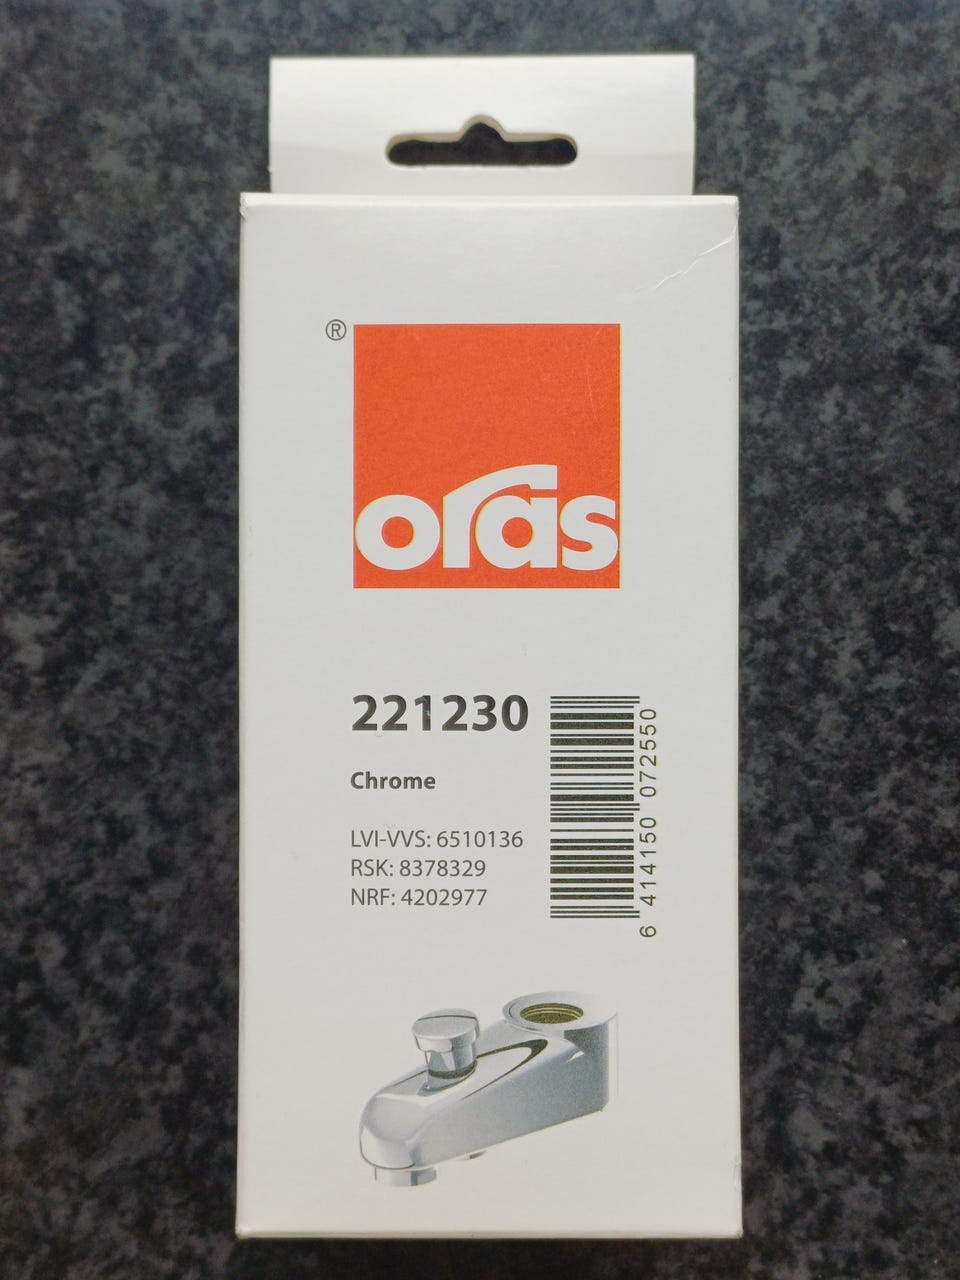 ®
oras
221230
Chrome
LVI-VVS: 6510136
RSK: 8378329
NRF: 4202977
6 414150 072550